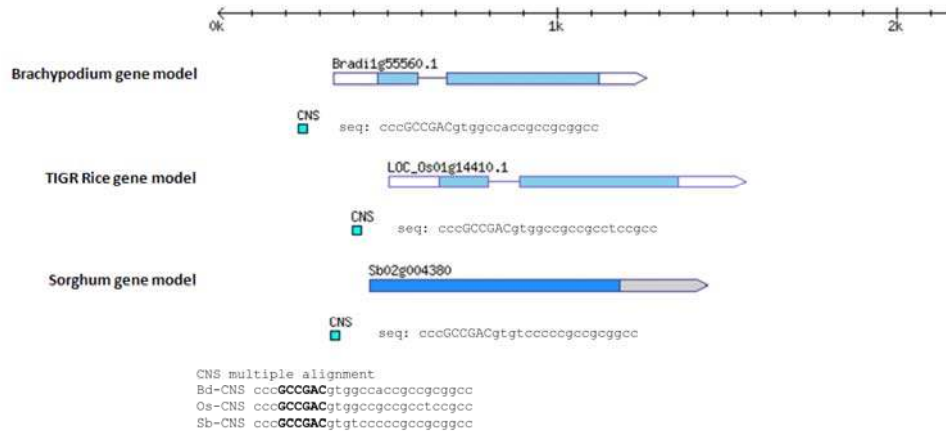 0k 1k 2k
Bradi1g55560.1
Brachypodium gene model
CNS
seq: cccGCCGACgtggccaccgccgcggcc
LOC_Os01g14410.1
TIGR Rice gene model
CNS
seq: cccGCCGACgtggccgccgcctccgcc
Sb02g004380
Sorghum gene model
CNS
seq: cccGCCGACgtgtcccccgccgcggcc
CNS multiple alignment
Bd-CNS cccGCCGACgtggccaccgccgcggcc
Os-CNS cccGCCGACgtggccgccgcctccgcc
Sb-CNS cccGCCGACgtgtcccccgccgcggcc